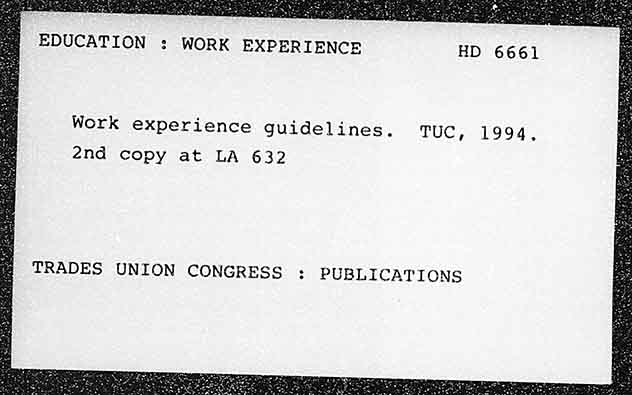 EDUCATION : WORK EXPERIENCE HD 6661
Work experience guidelines. TUC, 1994.
2nd copy at LA 632
TRADES UNION CONGRESS : PUBLICATIONS